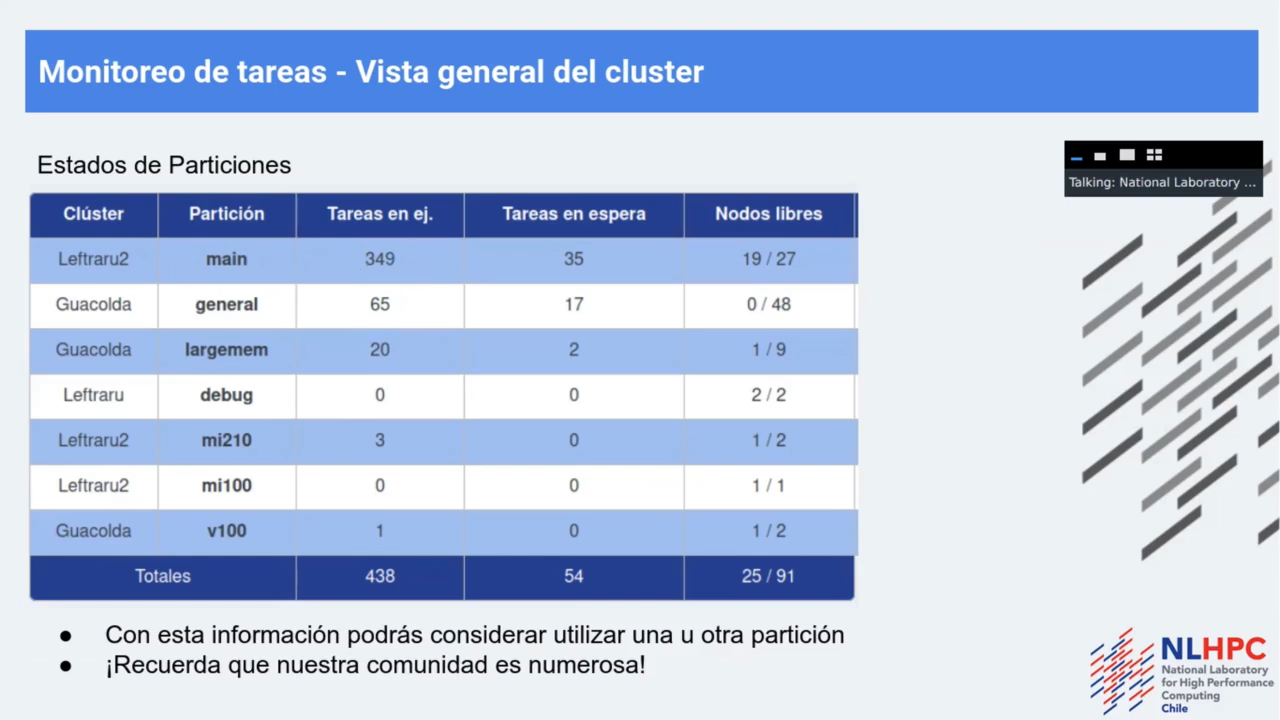 Monitoreo de tareas - Vista general del cluster
Estados de Particiones
Talking: National Laboratory ...
Clúster Partición Tareas en ej. Tareas en espera Nodos libres
Leftraru2 main 349 35 19 / 27
Guacolda general 65 17 0 / 48
Guacolda largemem 20 2 1 / 9
Leftraru debug 0 0 2 / 2
Leftraru2 mi210 3 0 1 / 2
Leftraru2 mi100 0 0 1 / 1
Guacolda v100 1 0 1 / 2
Totales 438 54 25 / 91
● Con esta información podrás considerar utilizar una u otra partición
● ¡Recuerda que nuestra comunidad es numerosa!
NLHPC
National Laboratory
for High Performance
Computing
Chile